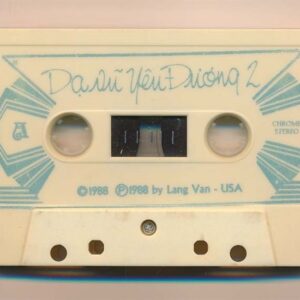 Dạ Vũ Yêu Đương 2
A
CHROME
STEREO
©1988 ℗1988 by Lang Van - USA